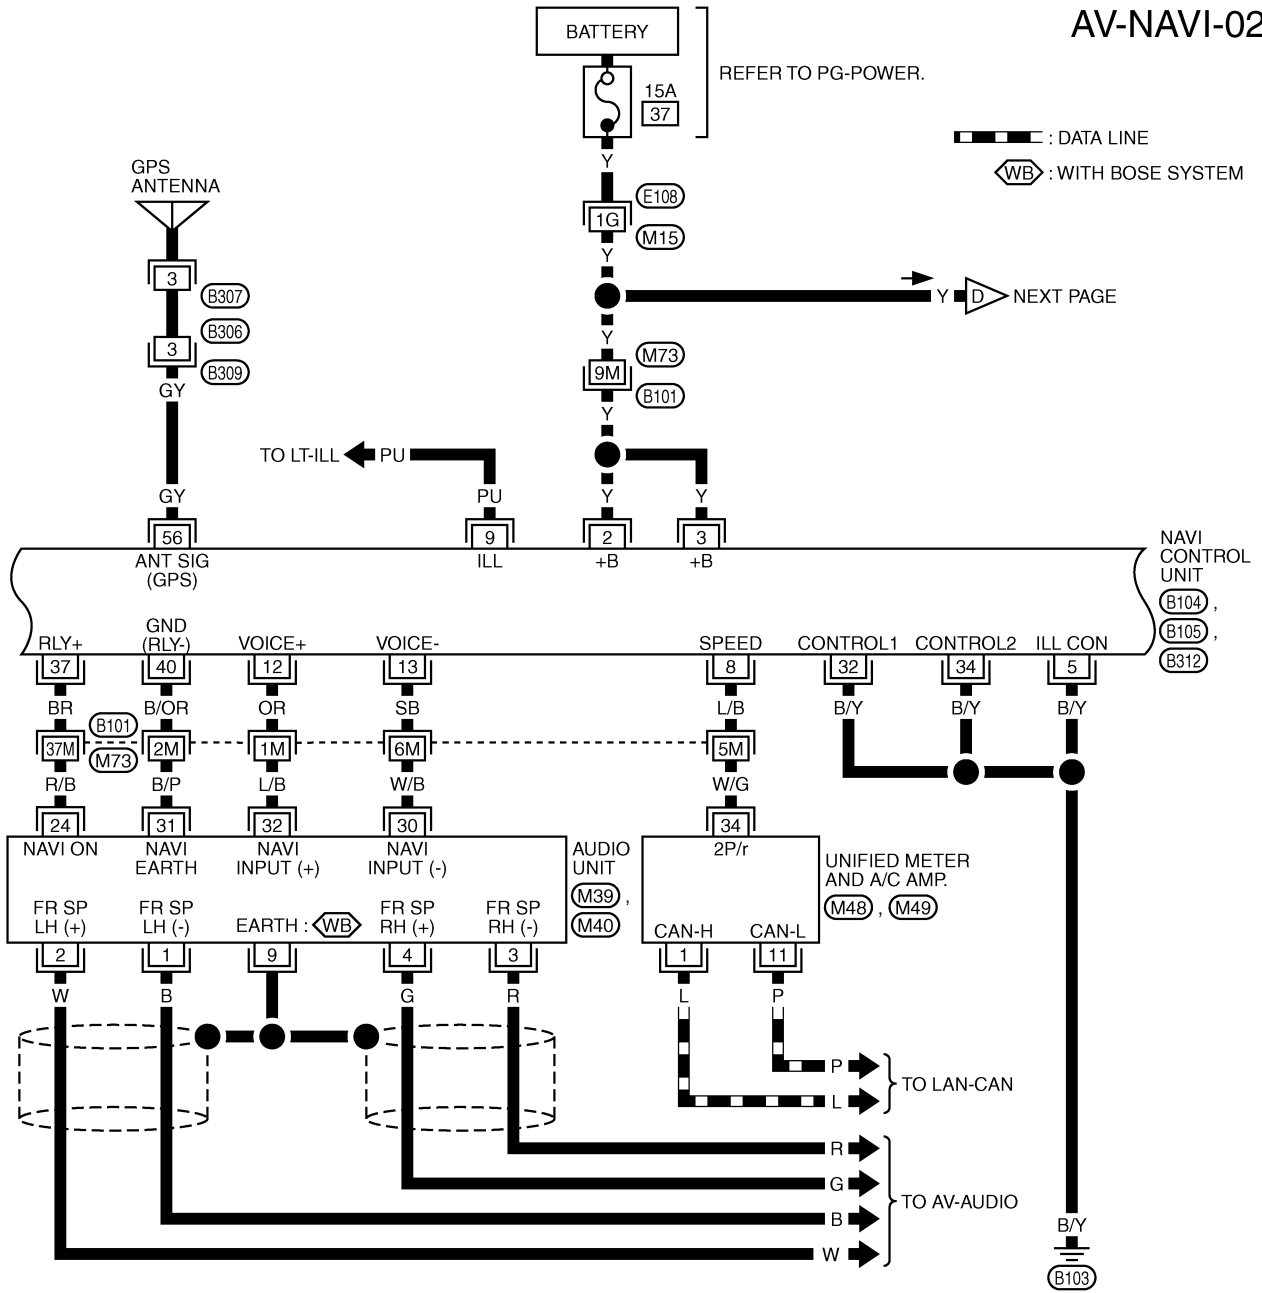 AV-NAVI-02
BATTERY
REFER TO PG-POWER.
15A
37
: DATA LINE
WB : WITH BOSE SYSTEM
Y
GPS
ANTENNA
E108
1G
M15
Y
3
B307
Y D NEXT PAGE
B306
Y
3
B309
M73
9M
B101
GY
Y
TO LT-ILL PU
GY
PU
Y
Y
56
9
2
3
ANT SIG
(GPS)
ILL
+B
+B
NAVI
CONTROL
UNIT
B104 ,
B105 ,
B312
RLY+
GND
(RLY-)
VOICE+
VOICE-
SPEED
CONTROL1
CONTROL2
ILL CON
37
40
12
13
8
32
34
5
BR
B/OR
OR
SB
L/B
B/Y
B/Y
B/Y
B101
37M
2M
1M
6M
5M
M73
R/B
B/P
L/B
W/B
W/G
24
31
32
30
34
NAVI ON
NAVI
EARTH
NAVI
INPUT (+)
NAVI
INPUT (-)
AUDIO
UNIT
M39 ,
M40
2P/r
UNIFIED METER
AND A/C AMP.
M48 , M49
FR SP
LH (+)
FR SP
LH (-)
EARTH : WB
FR SP
RH (+)
FR SP
RH (-)
CAN-H
CAN-L
2
1
9
4
3
1
11
W
B
G
R
L
P
P
L
TO LAN-CAN
R
G
B
W
TO AV-AUDIO
B/Y
B103